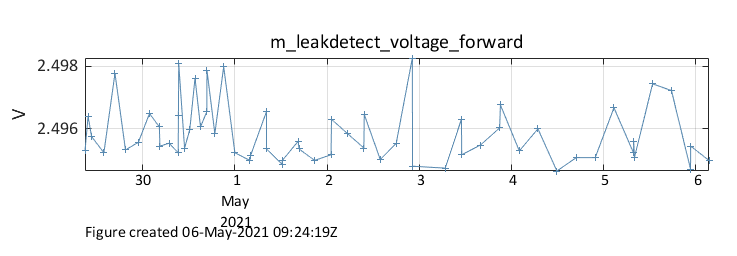 m_leakdetect_voltage_forward
2.498
2.496
V
30 1 2 3 4 5 6
May
2021
Figure created 06-May-2021 09:24:19Z